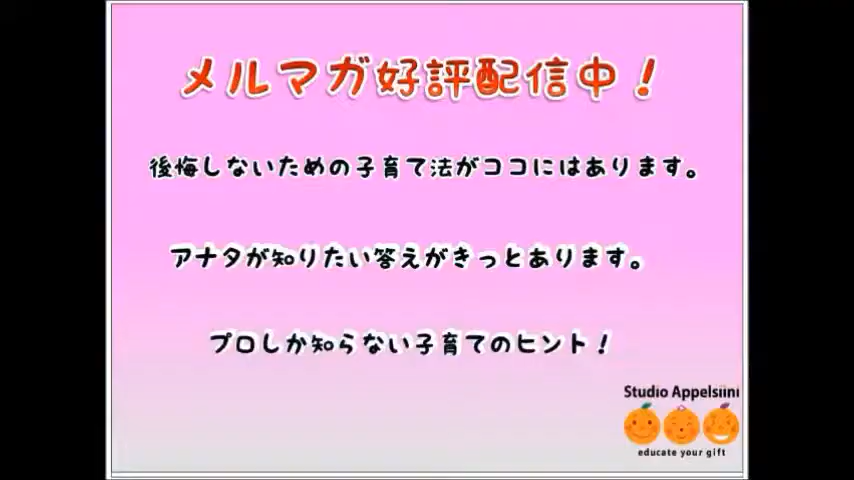 メルマガ好評配信中！
後悔しないための子育て法がココにはあります。
アナタが知りたい答えがきっとあります。
プロしか知らない子育てのヒント！
Studio Appelsiini
educate your gift